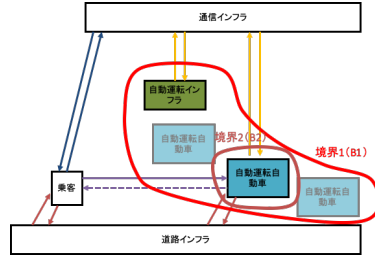 通信インフラ
自動運転イン
フラ
自動運転自
動車
境界2(B2)
境界1(B1)
自動運転自
動車
自動運転自
動車
乗客
道路インフラ